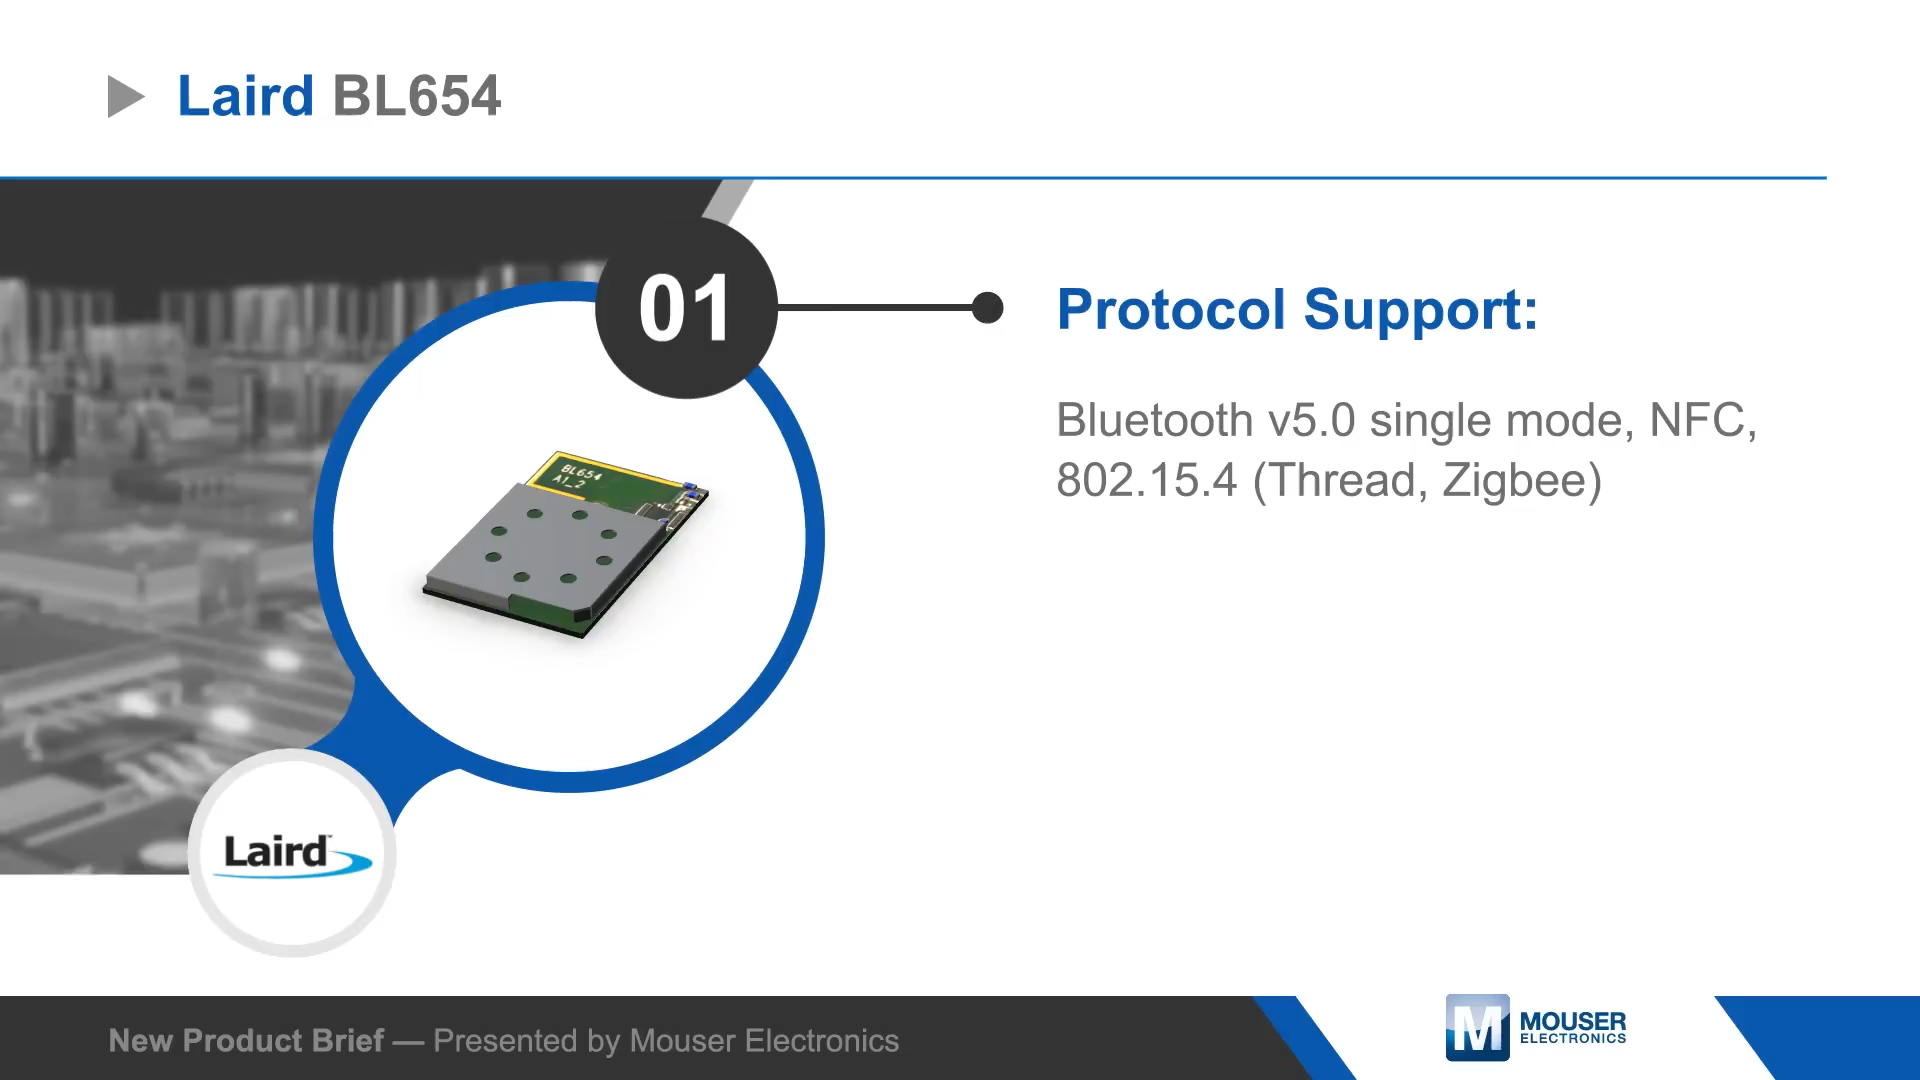 Laird BL654
01
Protocol Support:
Bluetooth v5.0 single mode, NFC,
802.15.4 (Thread, Zigbee)
BL654
A1_2
Laird™
New Product Brief — Presented by Mouser Electronics
M
MOUSER
ELECTRONICS